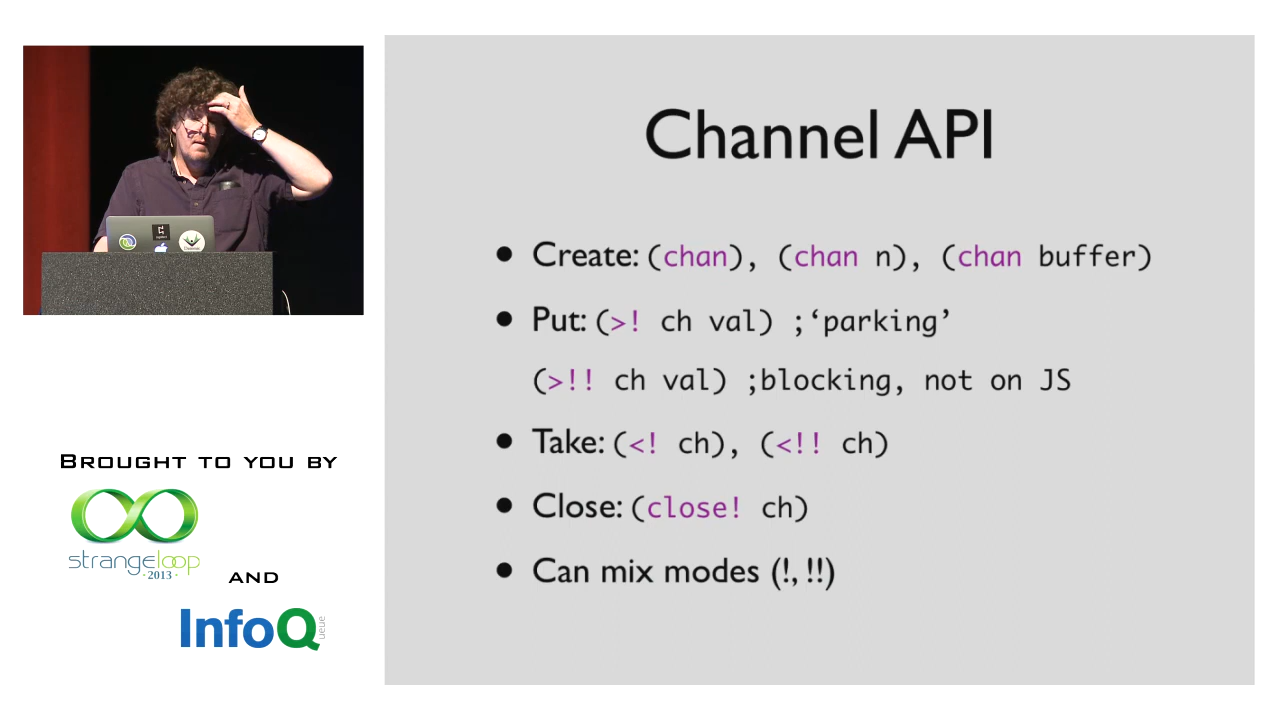 Channel API
• Create: (chan), (chan n), (chan buffer)
• Put: (>! ch val) ;‘parking’
(>!! ch val) ;blocking, not on JS
• Take: (<! ch), (<!! ch)
• Close: (close! ch)
• Can mix modes (!, !!)
BROUGHT TO YOU BY
strangeloop
·2013·
AND
InfoQ
ueue